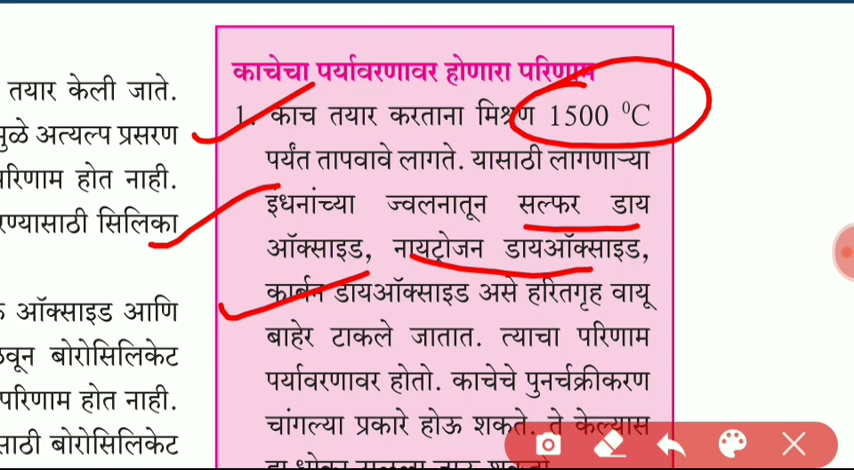 तयार केली जाते.
मुळे अत्यल्प प्रसरण
परिणाम होत नाही.
सिलिका
ऑक्साइड आणि
बोरोसिलिकेट
परिणाम होत नाही.
बोरोसिलिकेट
काचेचा पर्यावरणावर होणारा परिणाम
1. काच तयार करताना मिश्रण 1500 ⁰C
पर्यंत तापवावे लागते. यासाठी लागणाऱ्या
इंधनांच्या ज्वलनातून सल्फर डाय
ऑक्साइड, नायट्रोजन डायऑक्साइड,
कार्बन डायऑक्साइड असे हरितगृह वायू
बाहेर टाकले जातात. त्याचा परिणाम
पर्यावरणावर होतो. काचेचे पुनर्चक्रीकरण
चांगल्या प्रकारे होऊ शकते. ते केल्यास